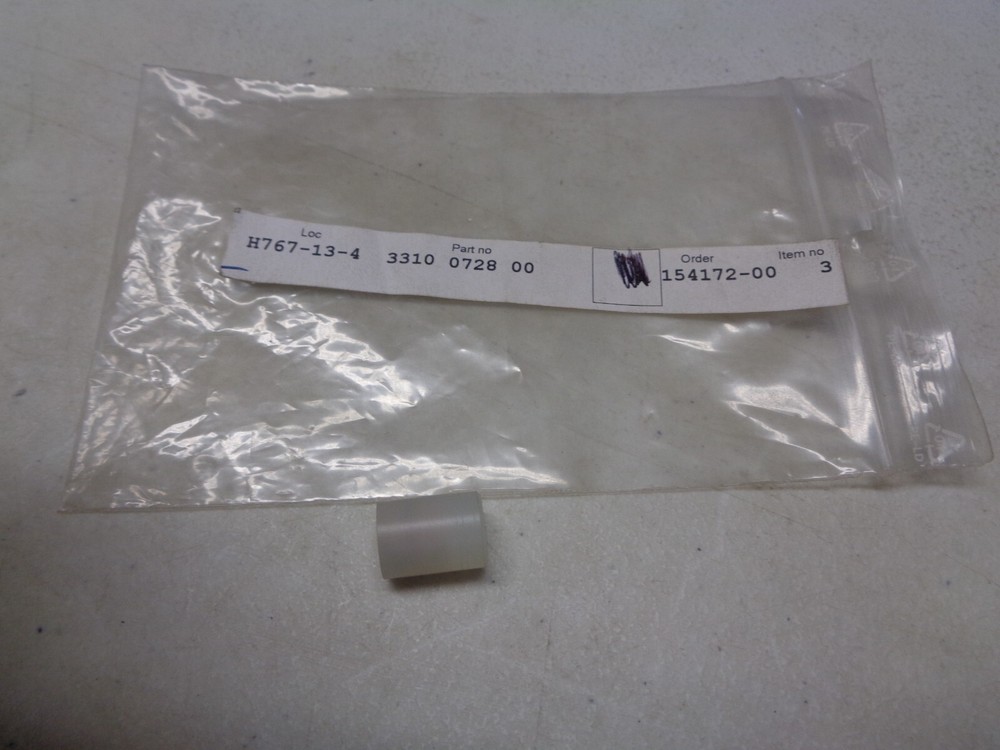 Loc Part no Order Item no
H767-13-4 3310 0728 00 154172-00 3